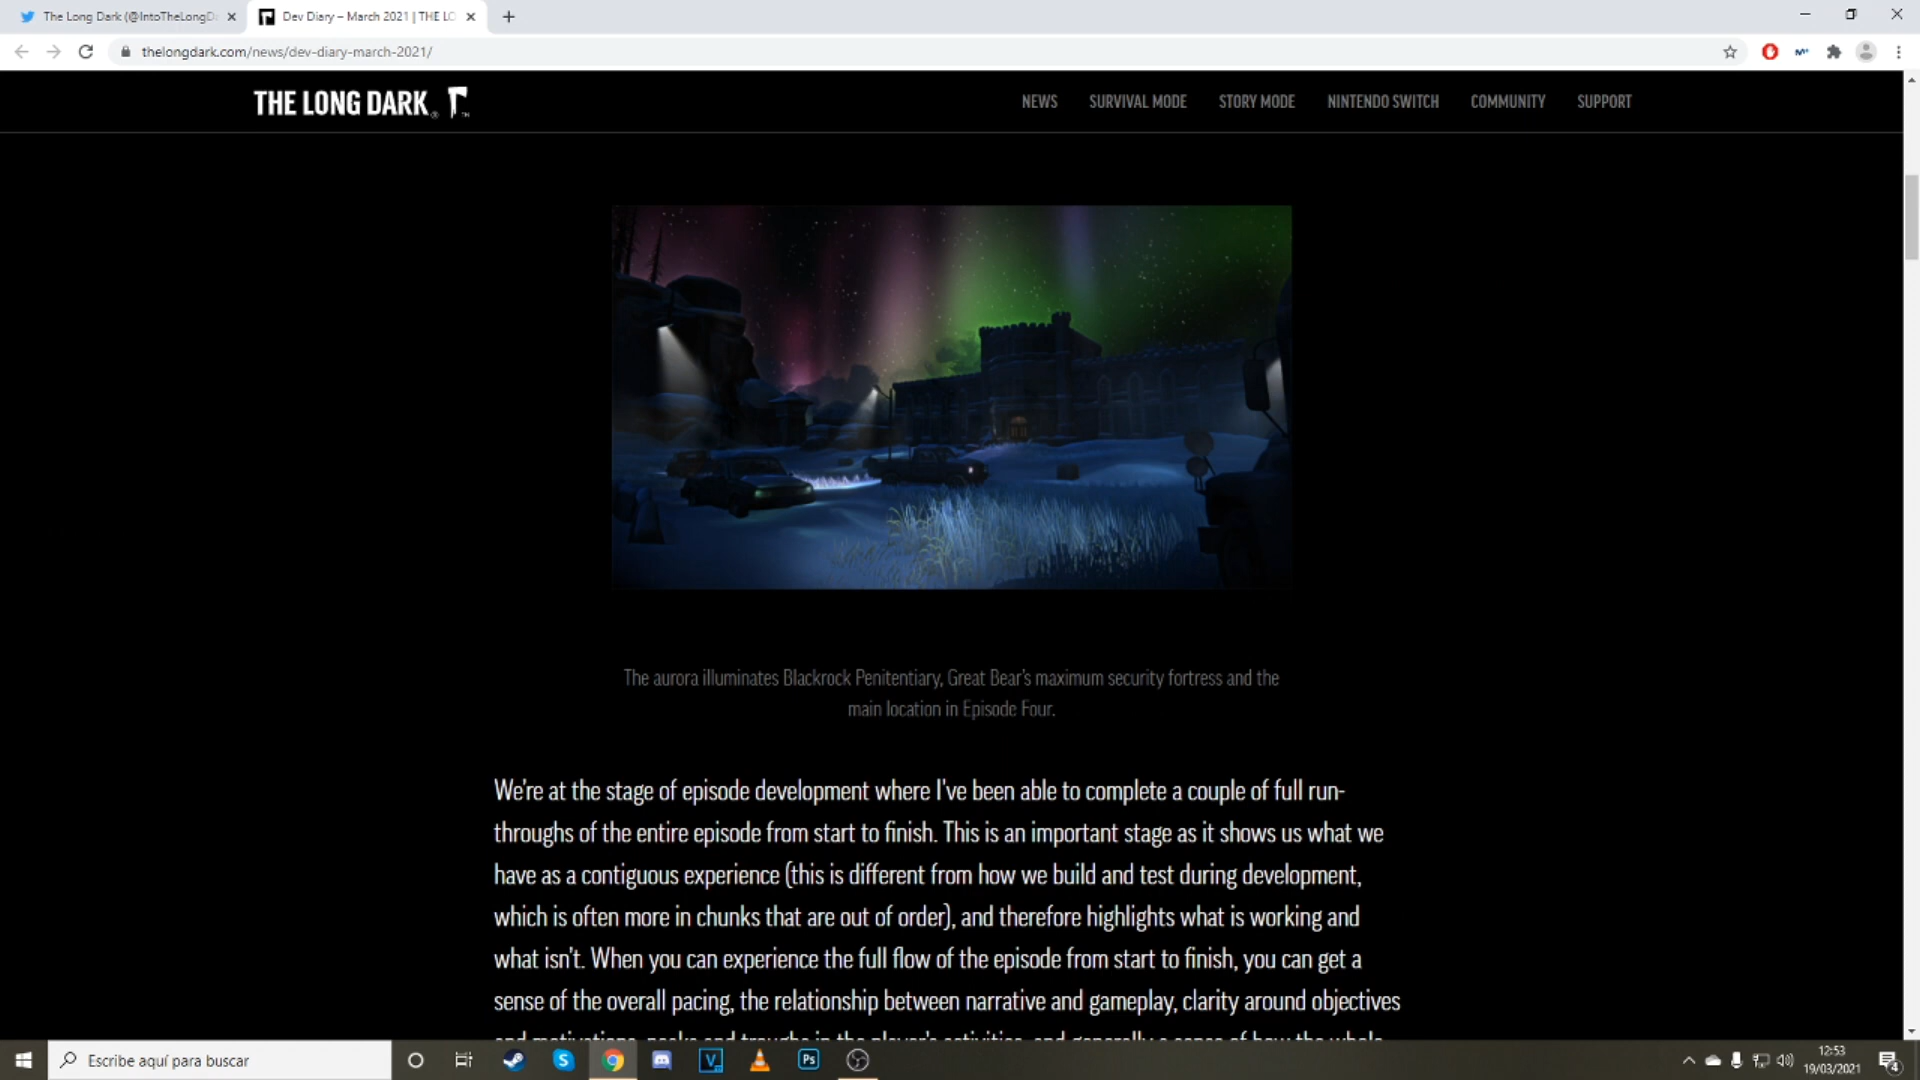 The Long Dark (@IntoTheLongD
Dev Diary – March 2021 | THE LO
thelongdark.com/news/dev-diary-march-2021/
THE LONG DARK
NEWS SURVIVAL MODE STORY MODE NINTENDO SWITCH COMMUNITY SUPPORT
The aurora illuminates Blackrock Penitentiary, Great Bear's maximum security fortress and the
main location in Episode Four.
We're at the stage of episode development where I've been able to complete a couple of full run-
throughs of the entire episode from start to finish. This is an important stage as it shows us what we
have as a contiguous experience (this is different from how we build and test during development,
which is often more in chunks that are out of order), and therefore highlights what is working and
what isn't. When you can experience the full flow of the episode from start to finish, you can get a
sense of the overall pacing, the relationship between narrative and gameplay, clarity around objectives
Escribe aquí para buscar
12:53
19/03/2021